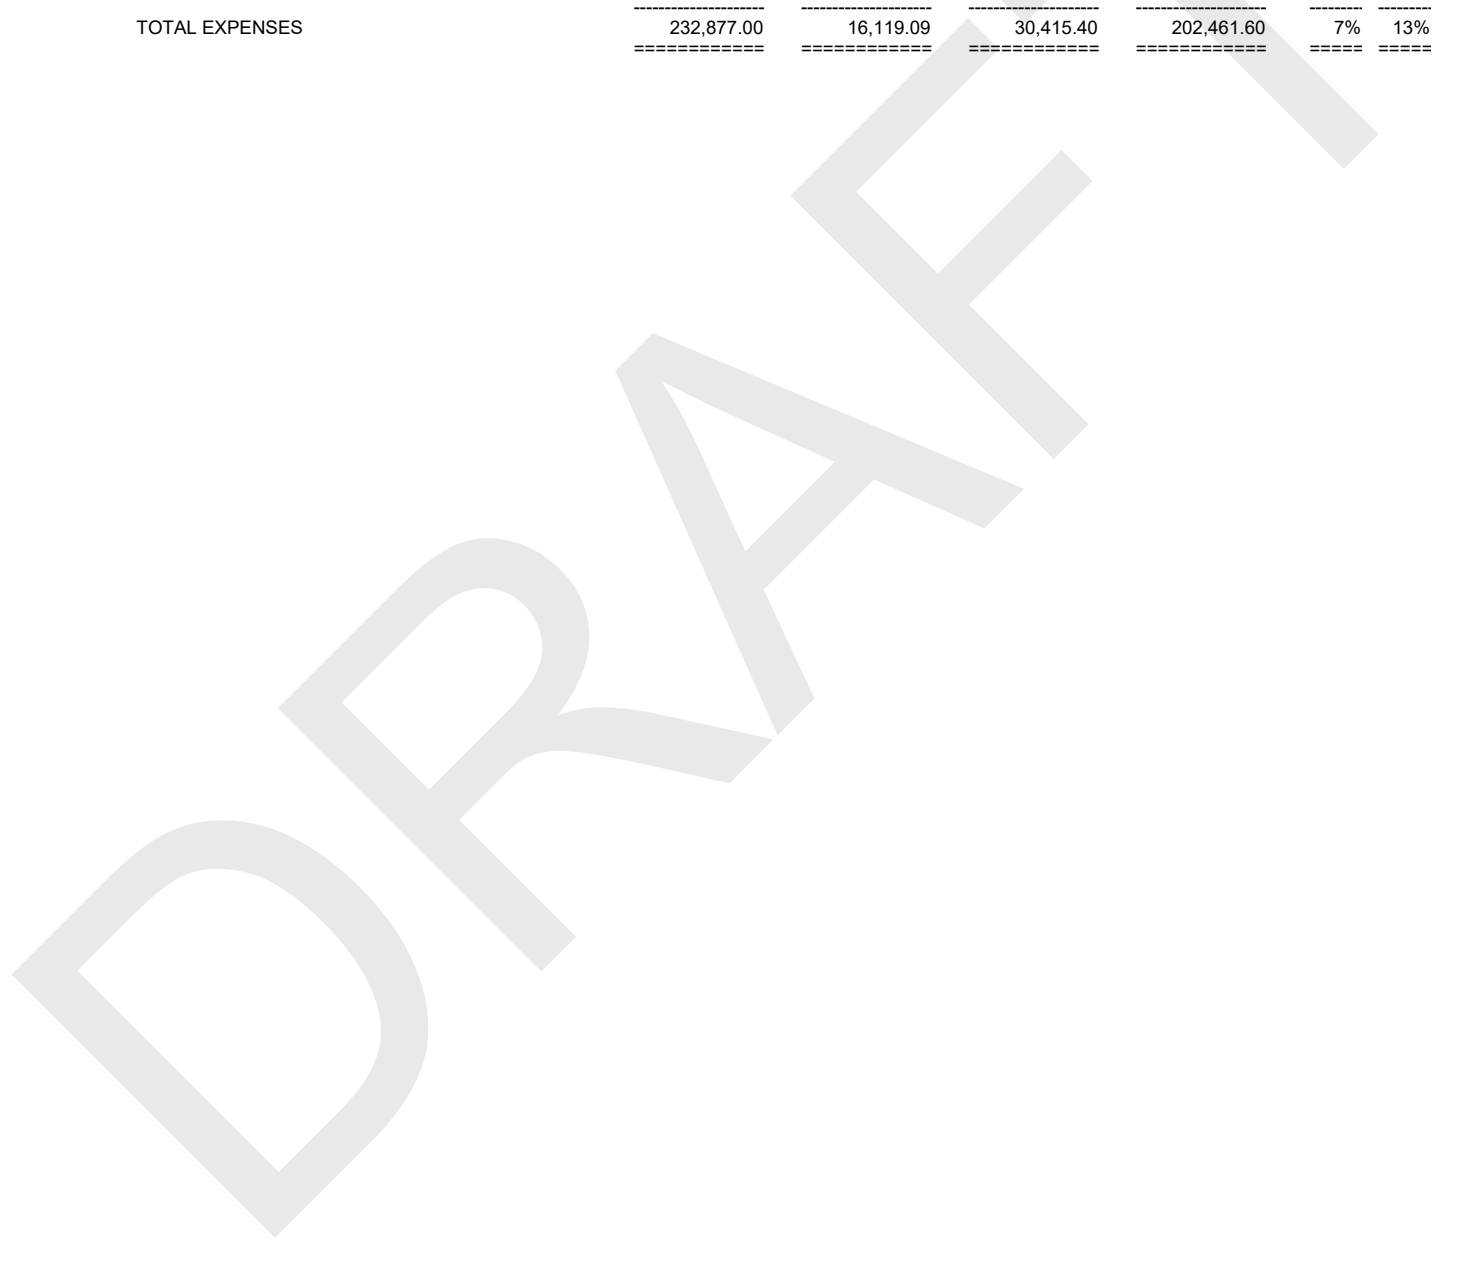 --------------------- --------------------- --------------------- --------------------- --------- ---------
TOTAL EXPENSES 232,877.00 16,119.09 30,415.40 202,461.60 7% 13%
============ ============ ============ ============ ===== =====
DRAFT